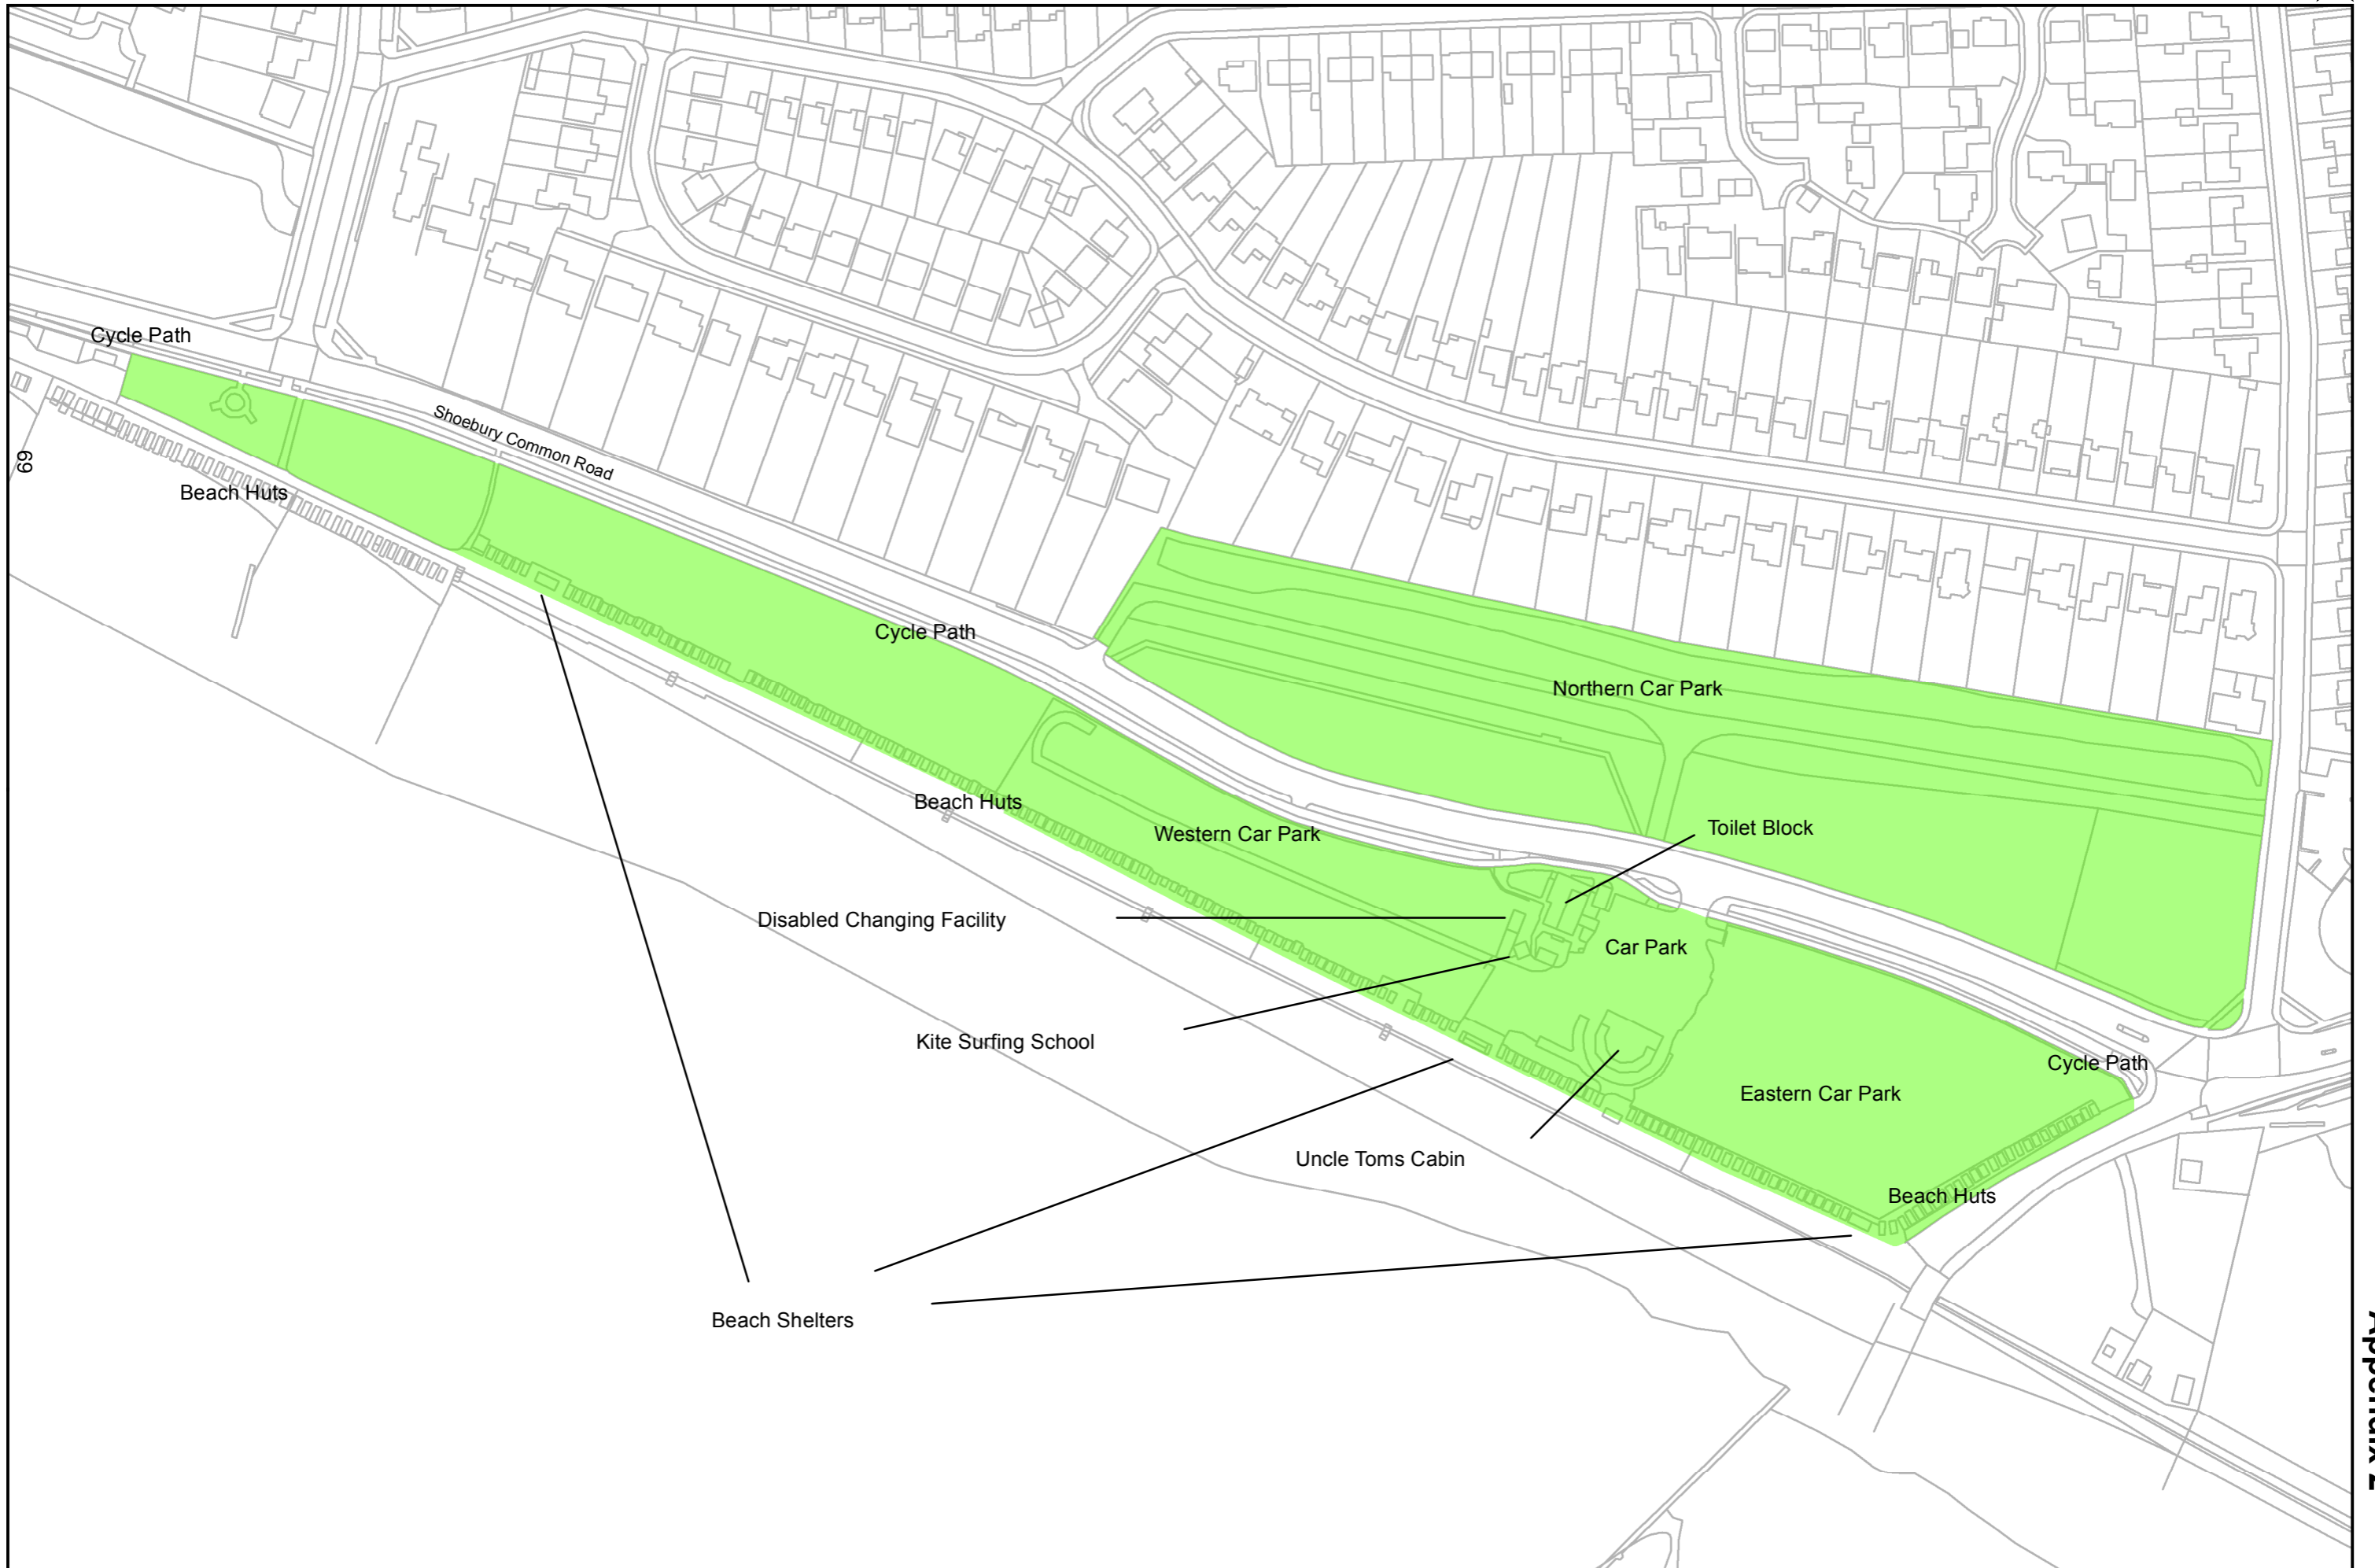 Cycle Path
Shoebury Common Road
69
Beach Huts
Cycle Path
Northern Car Park
Beach Huts
Western Car Park
Toilet Block
Disabled Changing Facility
Car Park
Kite Surfing School
Cycle Path
Eastern Car Park
Uncle Toms Cabin
Beach Huts
Beach Shelters
Appendix 2